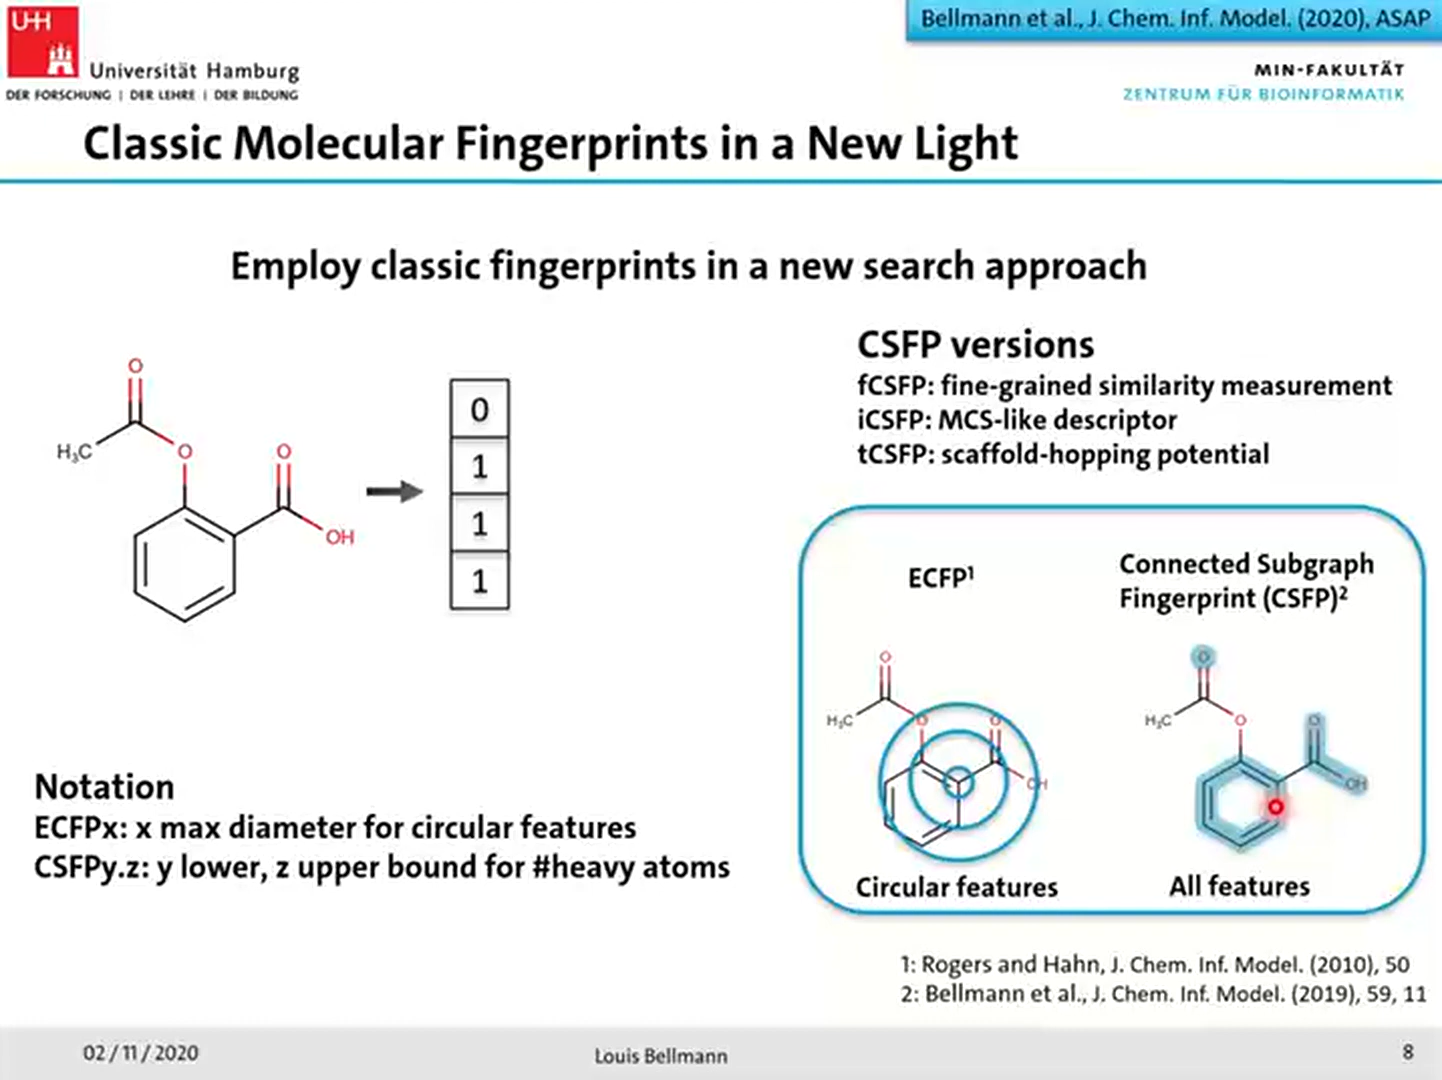 UHH
Universität Hamburg
DER FORSCHUNG | DER LEHRE | DER BILDUNG
Bellmann et al., J. Chem. Inf. Model. (2020), ASAP
MIN-FAKULTÄT
ZENTRUM FÜR BIOINFORMATIK
Classic Molecular Fingerprints in a New Light
Employ classic fingerprints in a new search approach
O
H₃C
O
O
OH
0
1
1
1
CSFP versions
fCSFP: fine-grained similarity measurement
iCSFP: MCS-like descriptor
tCSFP: scaffold-hopping potential
ECFP¹
Connected Subgraph
Fingerprint (CSFP)²
O
H₃C
O
O
OH
O
H₃C
O
O
OH
Circular features
All features
Notation
ECFPx: x max diameter for circular features
CSFPy.z: y lower, z upper bound for #heavy atoms
1: Rogers and Hahn, J. Chem. Inf. Model. (2010), 50
2: Bellmann et al., J. Chem. Inf. Model. (2019), 59, 11
02 / 11 / 2020
Louis Bellmann
8